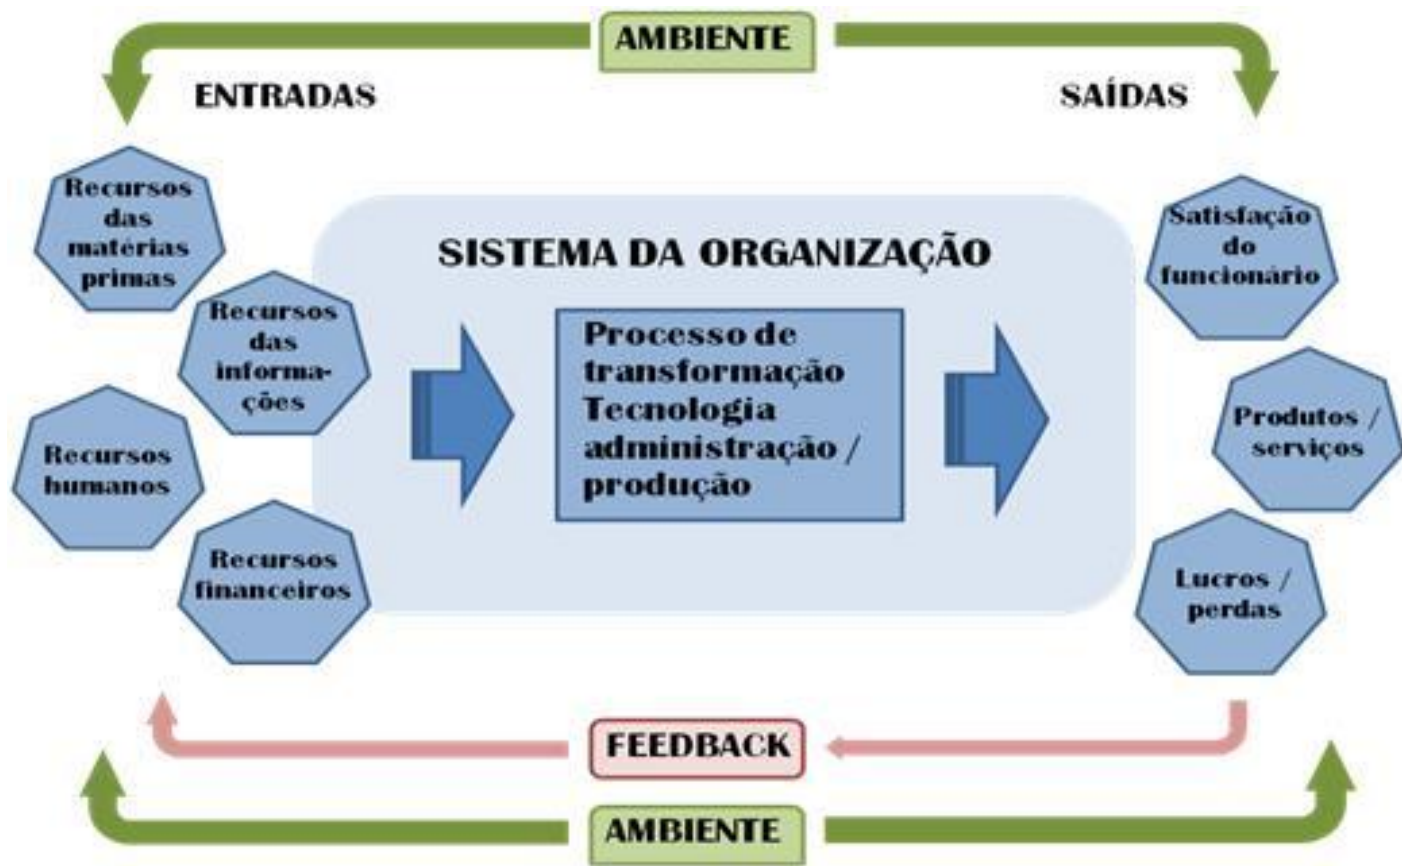 AMBIENTE
ENTRADAS
SAÍDAS
Recursos
das
matérias
primas
Recursos
das
informa-
ções
Recursos
humanos
Recursos
financeiros
SISTEMA DA ORGANIZAÇÃO
Processo de
transformação
Tecnologia
administração /
produção
Satisfação
do
funcionário
Produtos /
serviços
Lucros /
perdas
FEEDBACK
AMBIENTE